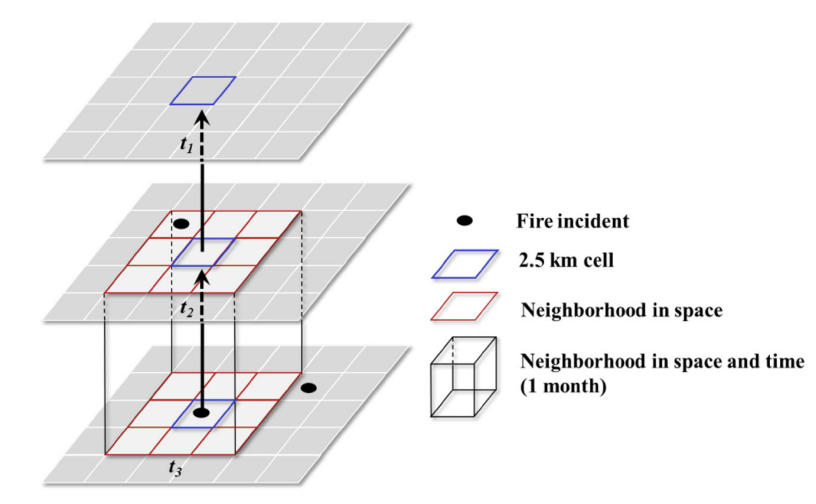 t1
t2
t3
Fire incident
2.5 km cell
Neighborhood in space
Neighborhood in space and time
(1 month)